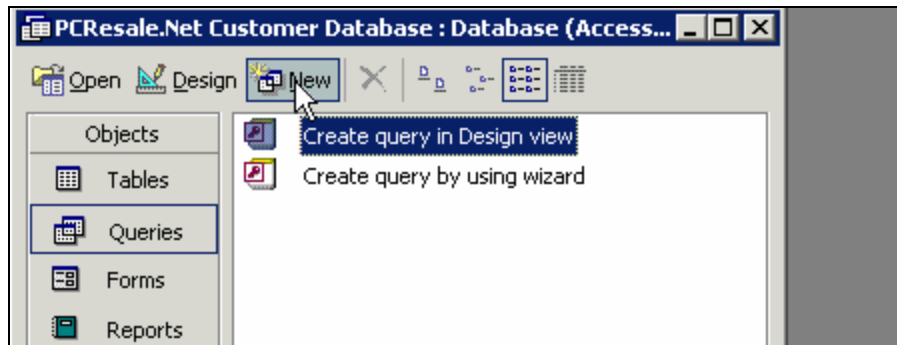 PCResale.Net Customer Database : Database (Access...
Open Design New
Objects
Create query in Design view
Tables
Create query by using wizard
Queries
Forms
Reports